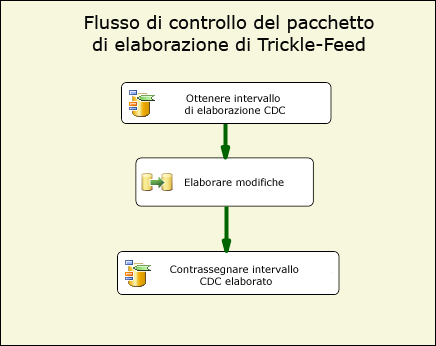 Flusso di controllo del pacchetto
di elaborazione di Trickle-Feed
Ottenere intervallo
di elaborazione CDC
Elaborare modifiche
Contrassegnare intervallo
CDC elaborato